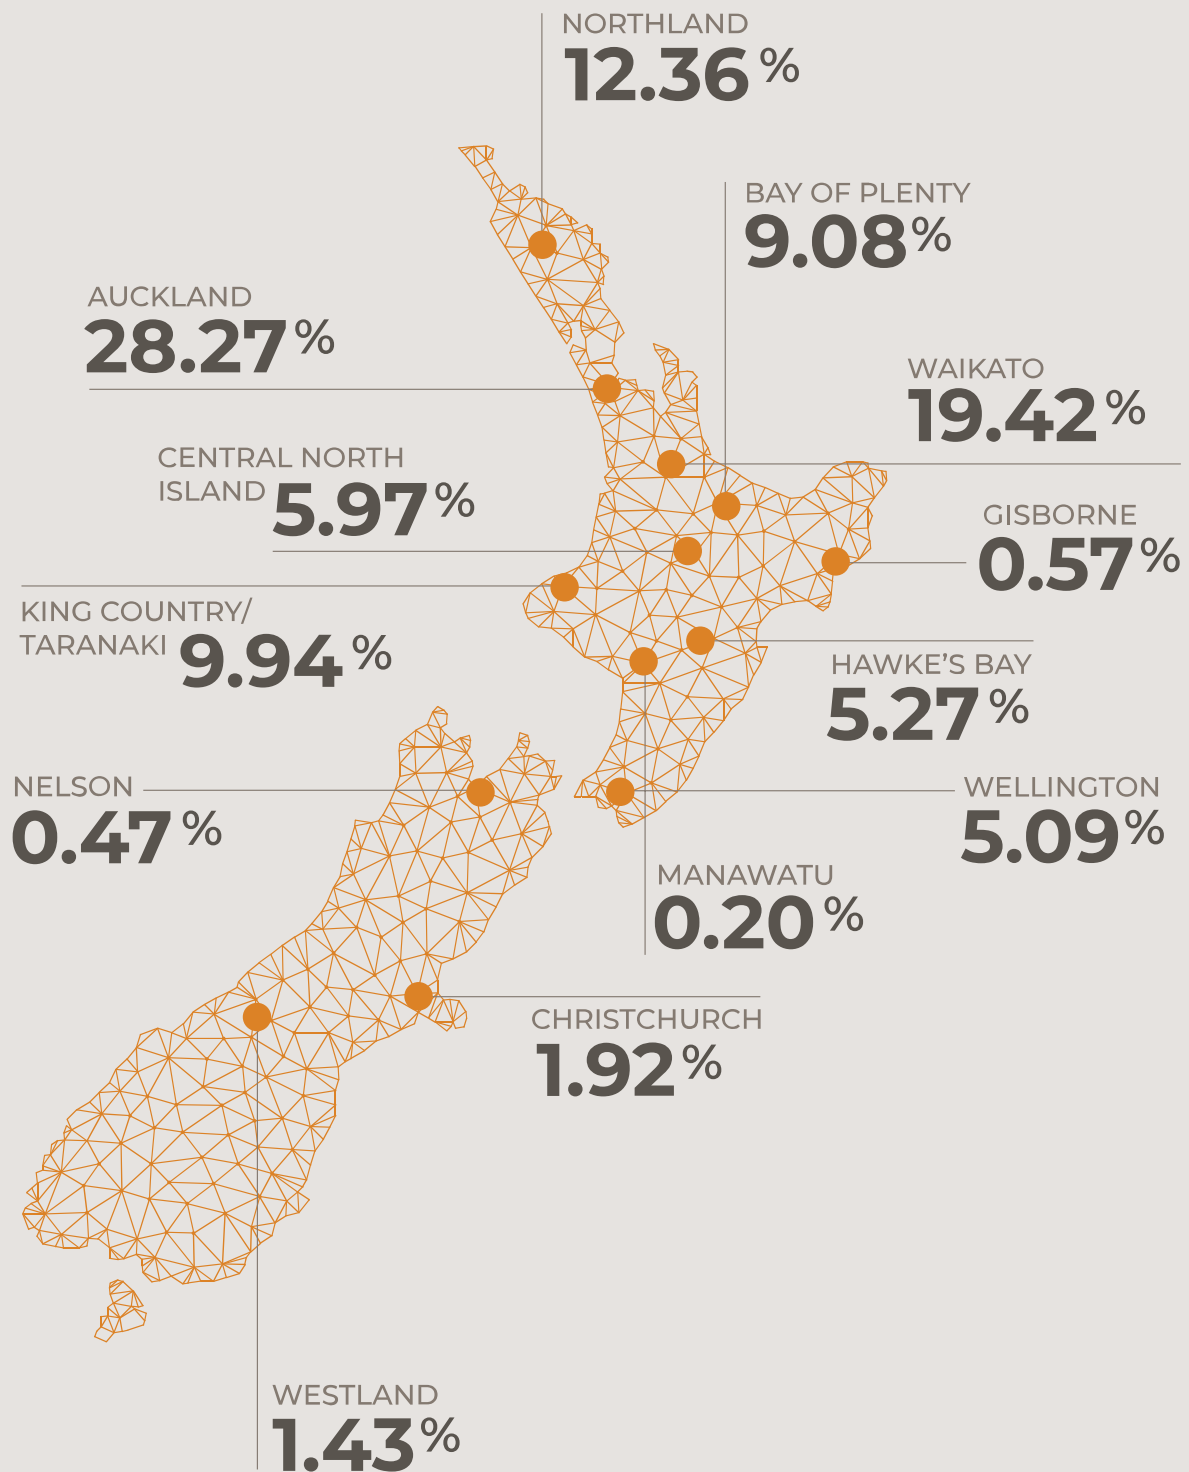 NORTHLAND
12.36%
BAY OF PLENTY
9.08%
AUCKLAND
28.27%
WAIKATO
19.42%
CENTRAL NORTH
ISLAND 5.97%
GISBORNE
0.57%
KING COUNTRY/
TARANAKI 9.94%
HAWKE’S BAY
5.27%
NELSON
0.47%
WELLINGTON
5.09%
MANAWATU
0.20%
CHRISTCHURCH
1.92%
WESTLAND
1.43%